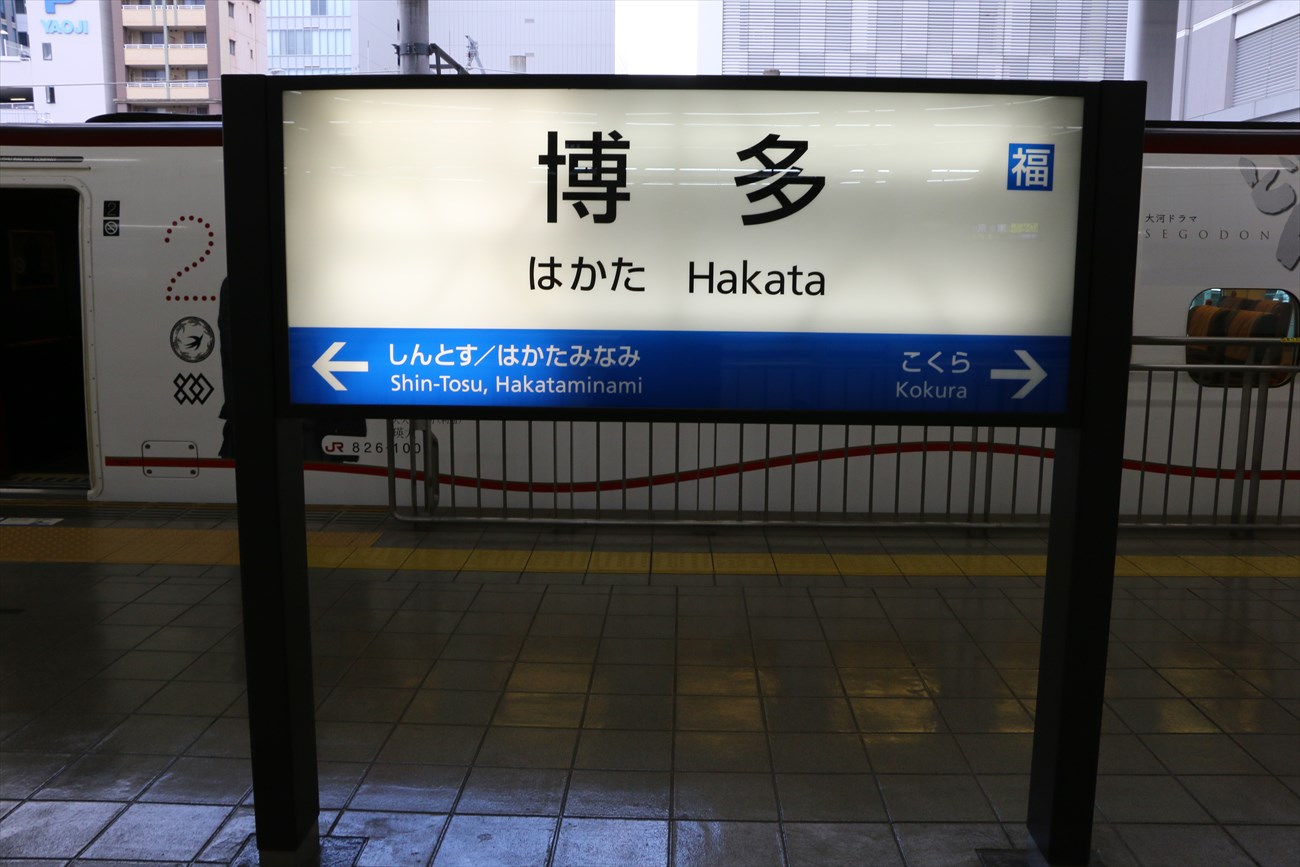 YAOJI
博 多
福
はかた Hakata
← しんとす／はかたみなみ
Shin-Tosu, Hakataminami
こくら →
Kokura
2
大河ドラマ
SEGODON
JR 826-100